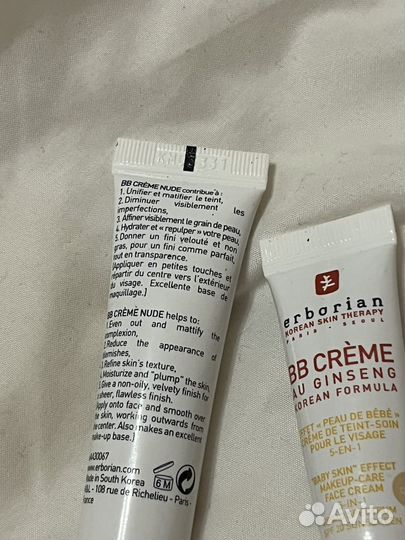 BB CRÈME NUDE contribue à :
1. Unifier et matifier le teint,
2. Diminuer visiblement les
imperfections,
3. Affiner visiblement le grain de peau,
4. Hydrater et « repulper » votre peau,
5. Donner un fini velouté et non
gras, pour un fini comme parfait,
tout en transparence.
(Appliquer en petites touches et
répartir du centre vers l'extérieur
du visage. Excellente base de
maquillage.)
BB CRÈME NUDE helps to:
1. Even out and mattify the
complexion,
2. Reduce the appearance of
blemishes,
3. Refine skin's texture,
4. Moisturize and "plump" the skin,
5. Give a non-oily, velvety finish for
a sheer, flawless finish.
(Apply onto face and smooth over
the skin, working outwards from
the center. Also makes an excellent
make-up base.)
6M
www.erborian.com
Made in South Korea
- 108 rue de Richelieu - Paris
France
erborian
KOREAN SKIN THERAPY
PARIS - SEOUL
BB CRÈME
AU GINSENG
KOREAN FORMULA
EFFET « PEAU DE BÉBÉ »
CRÈME DE TEINT-SOIN
POUR LE VISAGE
5-EN-1
"BABY SKIN" EFFECT
MAKEUP-CARE
FACE CREAM
5-IN-1
SPF 20
Avito